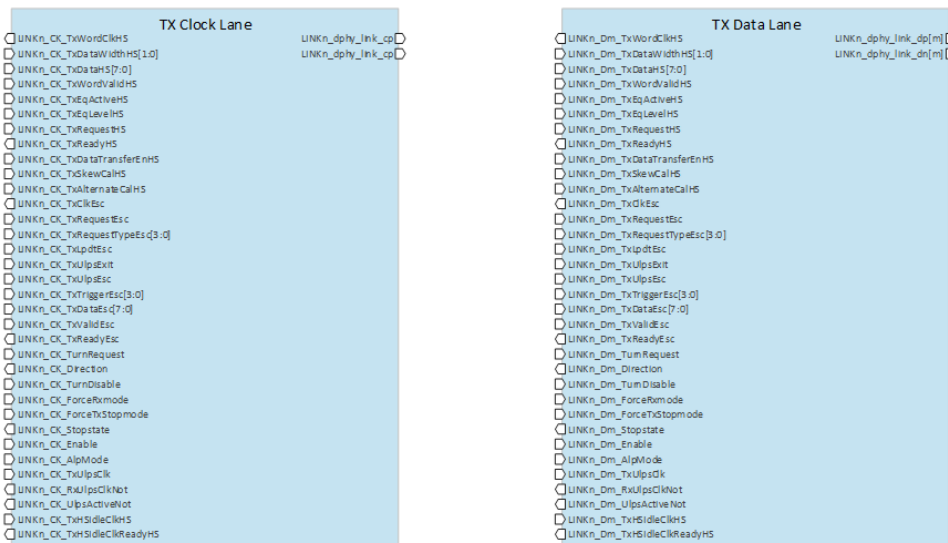 TX Clock Lane
LINKn_CK_TxWordClkHS
LINKn_CK_TxDataWidthHS[1:0]
LINKn_CK_TxDataHS[7:0]
LINKn_CK_TxWordValidHS
LINKn_CK_TxEqActiveHS
LINKn_CK_TxEqLevelHS
LINKn_CK_TxRequestHS
LINKn_CK_TxReadyHS
LINKn_CK_TxDataTransferEnHS
LINKn_CK_TxSkewCalHS
LINKn_CK_TxAlternateCalHS
LINKn_CK_TxClkEsc
LINKn_CK_TxRequestEsc
LINKn_CK_TxRequestTypeEsc[3:0]
LINKn_CK_TxLpdtEsc
LINKn_CK_TxUlpsExit
LINKn_CK_TxUlpsEsc
LINKn_CK_TxTriggerEsc[3:0]
LINKn_CK_TxDataEsc[7:0]
LINKn_CK_TxValidEsc
LINKn_CK_TxReadyEsc
LINKn_CK_TurnRequest
LINKn_CK_Direction
LINKn_CK_TurnDisable
LINKn_CK_ForceRxmode
LINKn_CK_ForceTxStopmode
LINKn_CK_Stopstate
LINKn_CK_Enable
LINKn_CK_AlpMode
LINKn_CK_TxUlpsClk
LINKn_CK_RxUlpsClkNot
LINKn_CK_UlpsActiveNot
LINKn_CK_TxHSIdleClkHS
LINKn_CK_TxHSIdleClkReadyHS
LINKn_dphy_link_cp
LINKn_dphy_link_cp
TX Data Lane
LINKn_Dm_TxWordClkHS
LINKn_Dm_TxDataWidthHS[1:0]
LINKn_Dm_TxDataHS[7:0]
LINKn_Dm_TxWordValidHS
LINKn_Dm_TxEqActiveHS
LINKn_Dm_TxEqLevelHS
LINKn_Dm_TxRequestHS
LINKn_Dm_TxReadyHS
LINKn_Dm_TxDataTransferEnHS
LINKn_Dm_TxSkewCalHS
LINKn_Dm_TxAlternateCalHS
LINKn_Dm_TxClkEsc
LINKn_Dm_TxRequestEsc
LINKn_Dm_TxRequestTypeEsc[3:0]
LINKn_Dm_TxLpdtEsc
LINKn_Dm_TxUlpsExit
LINKn_Dm_TxUlpsEsc
LINKn_Dm_TxTriggerEsc[3:0]
LINKn_Dm_TxDataEsc[7:0]
LINKn_Dm_TxValidEsc
LINKn_Dm_TxReadyEsc
LINKn_Dm_TurnRequest
LINKn_Dm_Direction
LINKn_Dm_TurnDisable
LINKn_Dm_ForceRxmode
LINKn_Dm_ForceTxStopmode
LINKn_Dm_Stopstate
LINKn_Dm_Enable
LINKn_Dm_AlpMode
LINKn_Dm_TxUlpsClk
LINKn_Dm_RxUlpsClkNot
LINKn_Dm_UlpsActiveNot
LINKn_Dm_TxHSIdleClkHS
LINKn_Dm_TxHSIdleClkReadyHS
LINKn_dphy_link_dp[m]
LINKn_dphy_link_dn[m]